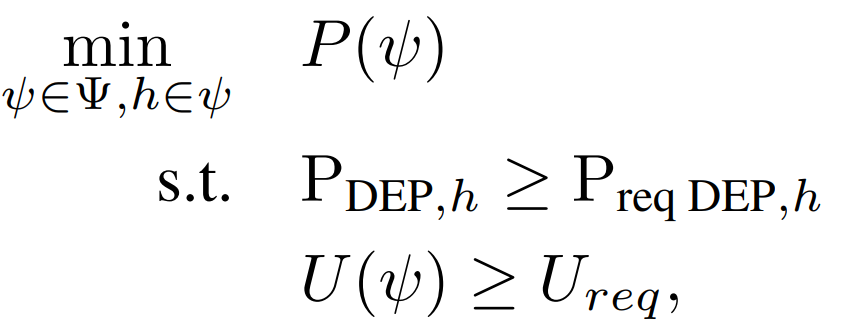 min P(ψ)
ψ∈Ψ,h∈ψ
s.t. P_DEP,h ≥ P_req DEP,h
U(ψ) ≥ U_req,